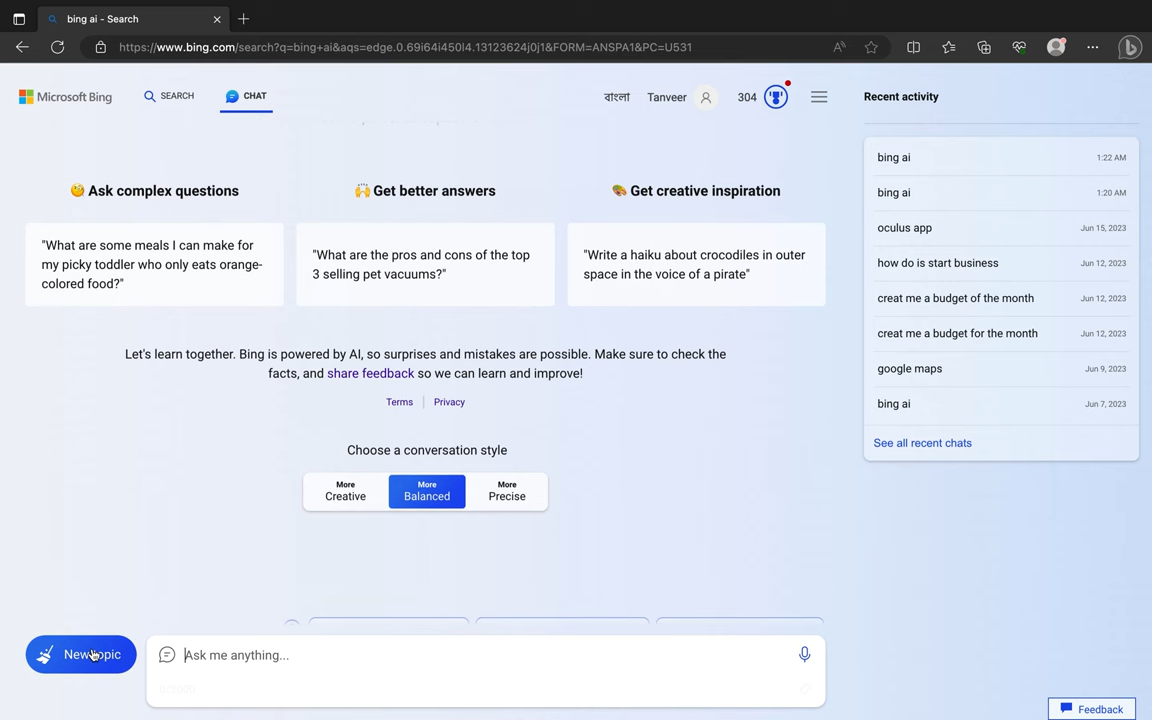 bing ai - Search
https://www.bing.com/search?q=bing+ai&aqs=edge.0.69i64i450l4.13123624j0j1&FORM=ANSPA1&PC=U531
Microsoft Bing
SEARCH
CHAT
বাংলা
Tanveer
304
Recent activity
Ask complex questions
Get better answers
Get creative inspiration
"What are some meals I can make for
my picky toddler who only eats orange-
colored food?"
"What are the pros and cons of the top
3 selling pet vacuums?"
"Write a haiku about crocodiles in outer
space in the voice of a pirate"
Let's learn together. Bing is powered by AI, so surprises and mistakes are possible. Make sure to check the
facts, and share feedback so we can learn and improve!
Terms
Privacy
Choose a conversation style
More
Creative
More
Balanced
More
Precise
New topic
Ask me anything...
bing ai 1:22 AM
bing ai 1:20 AM
oculus app Jun 15, 2023
how do is start business Jun 12, 2023
creat me a budget of the month Jun 12, 2023
creat me a budget for the month Jun 12, 2023
google maps Jun 9, 2023
bing ai Jun 7, 2023
See all recent chats
Feedback